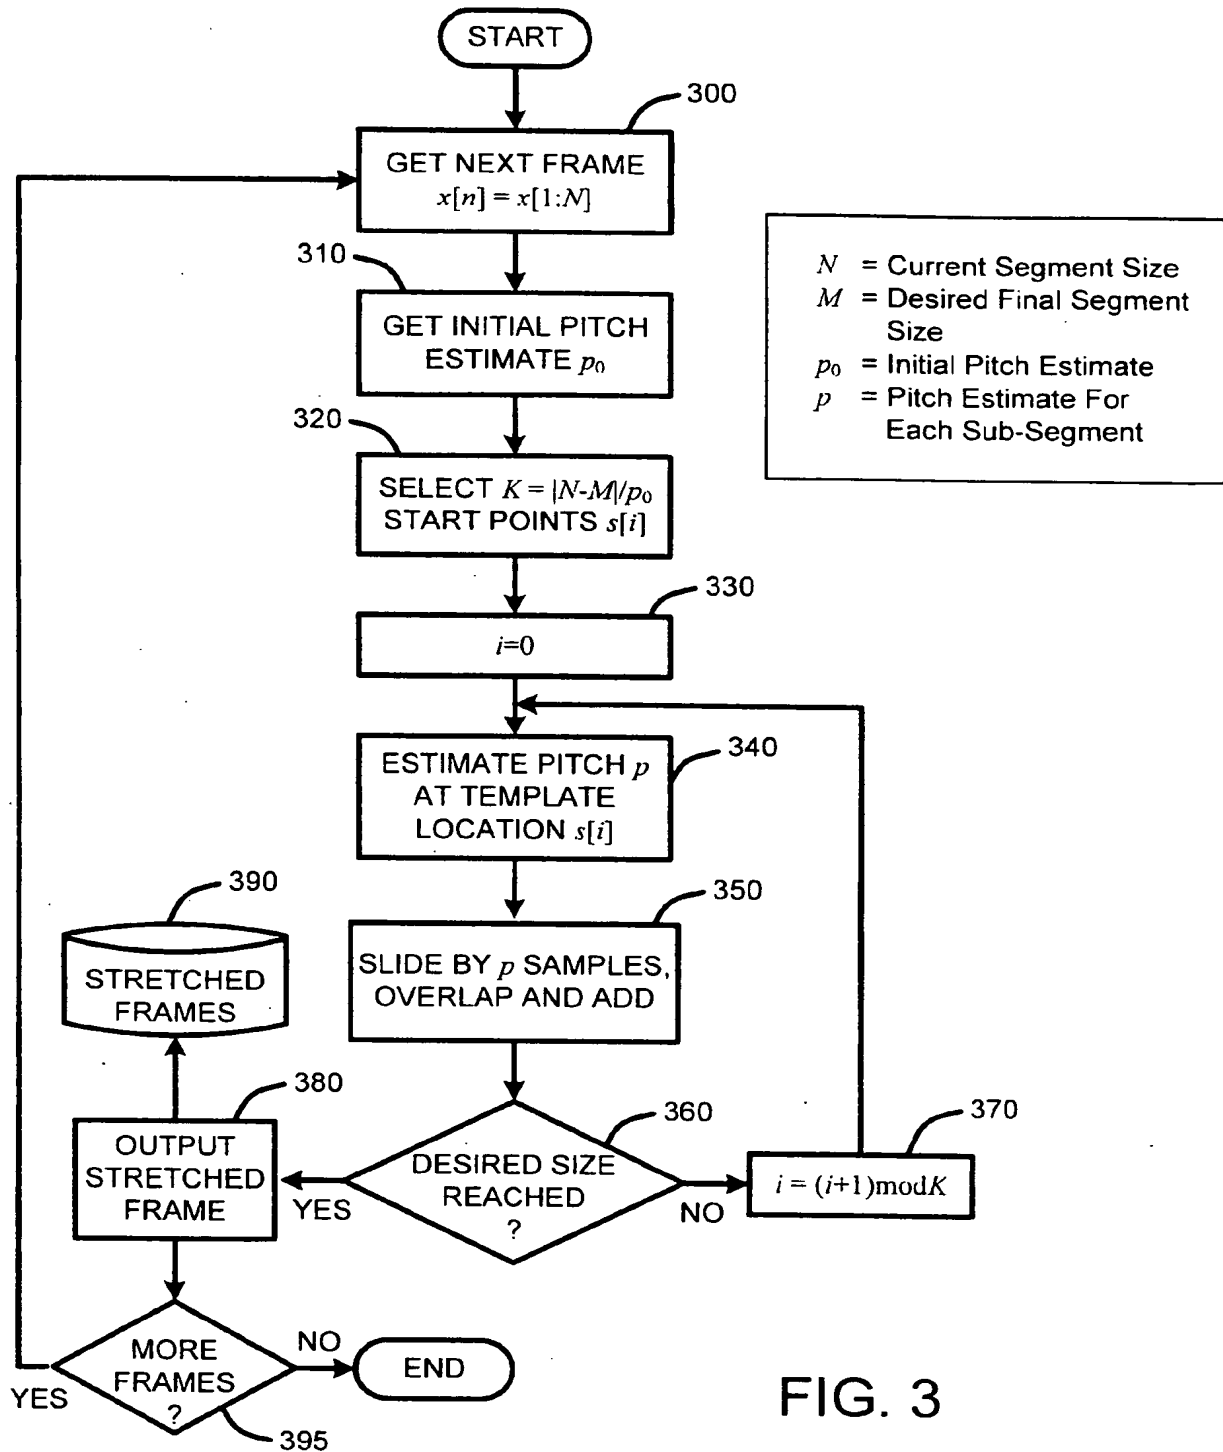 START
300
GET NEXT FRAME
x[n] = x[1:N]
310
GET INITIAL PITCH
ESTIMATE p₀
N = Current Segment Size
M = Desired Final Segment
Size
p₀ = Initial Pitch Estimate
p = Pitch Estimate For
Each Sub-Segment
320
SELECT K = |N-M|/p₀
START POINTS s[i]
330
i=0
340
ESTIMATE PITCH p
AT TEMPLATE
LOCATION s[i]
350
SLIDE BY p SAMPLES,
OVERLAP AND ADD
390
STRETCHED
FRAMES
360
DESIRED SIZE
REACHED
?
YES
NO
370
i = (i+1)modK
380
OUTPUT
STRETCHED
FRAME
MORE
FRAMES
?
YES
NO
395
END
FIG. 3